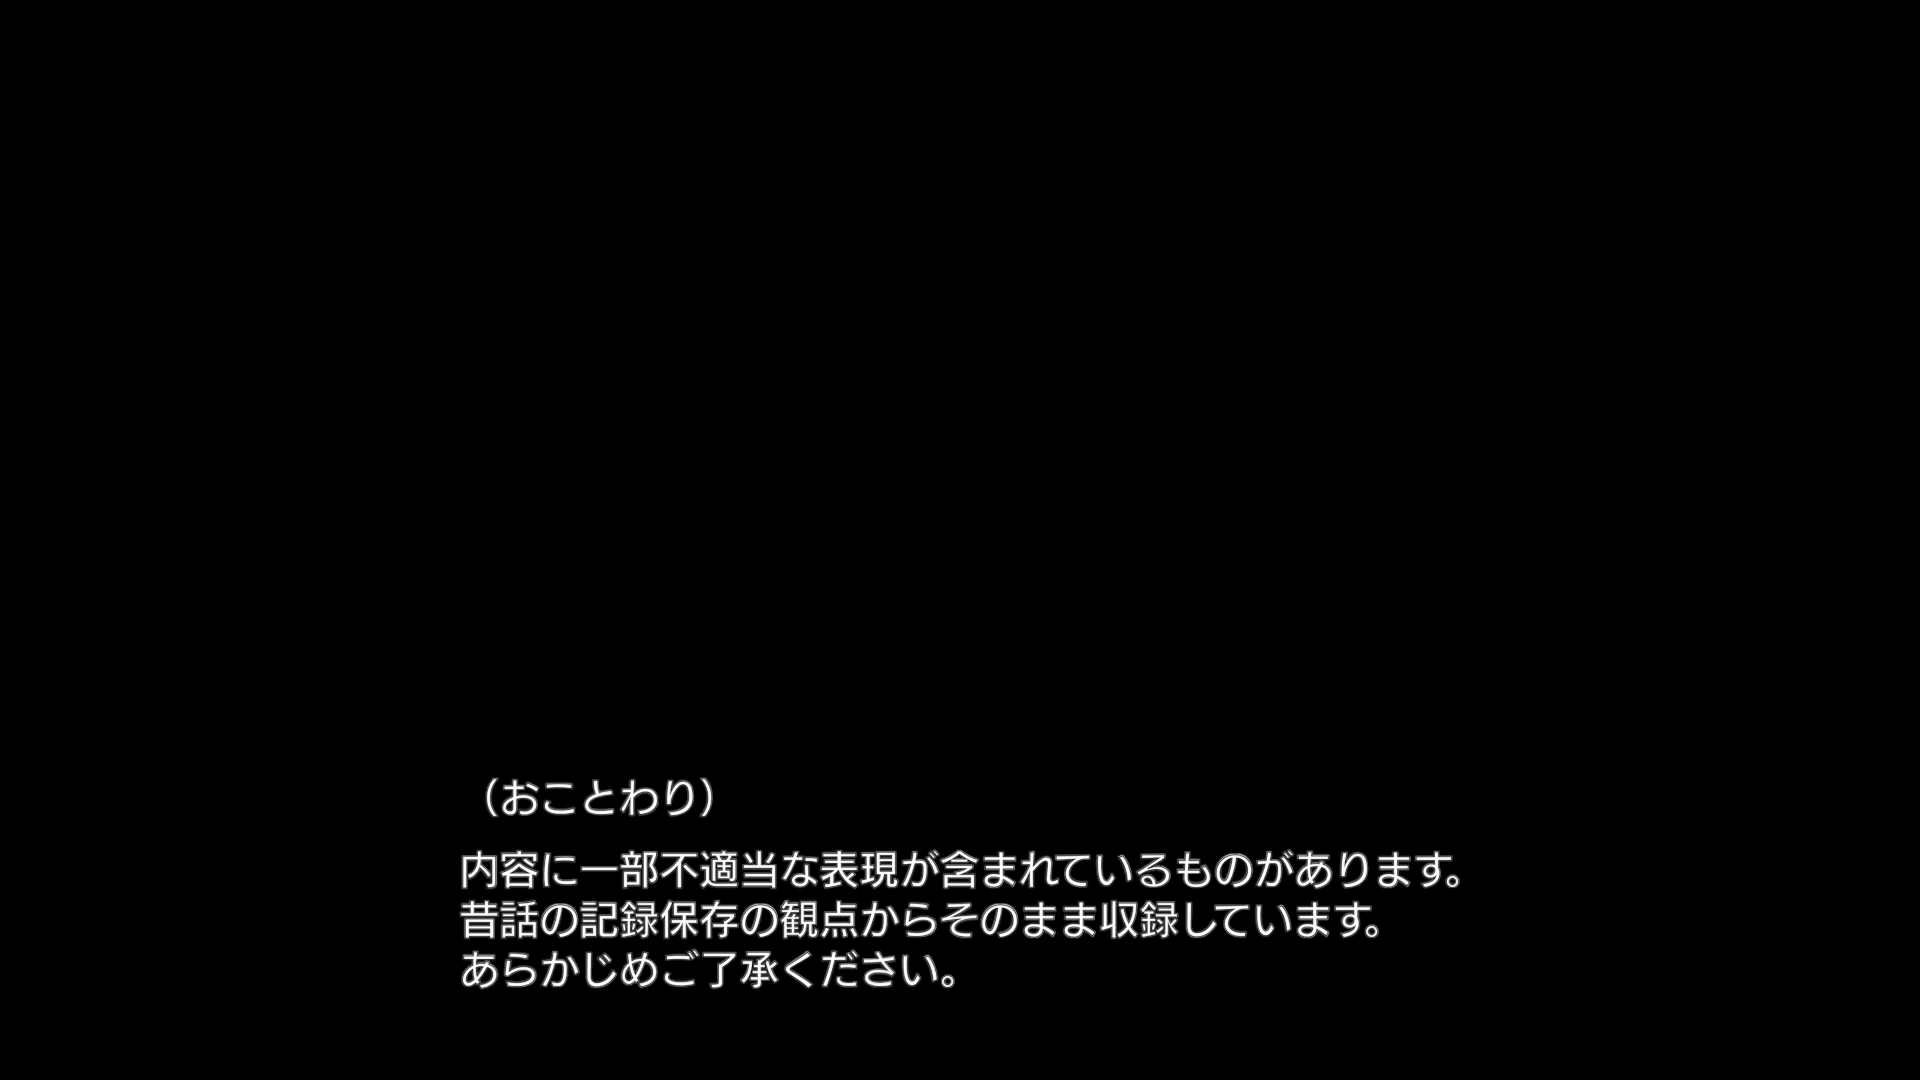 （おことわり）
内容に一部不適当な表現が含まれているものがあります。
昔話の記録保存の観点からそのまま収録しています。
あらかじめご了承ください。